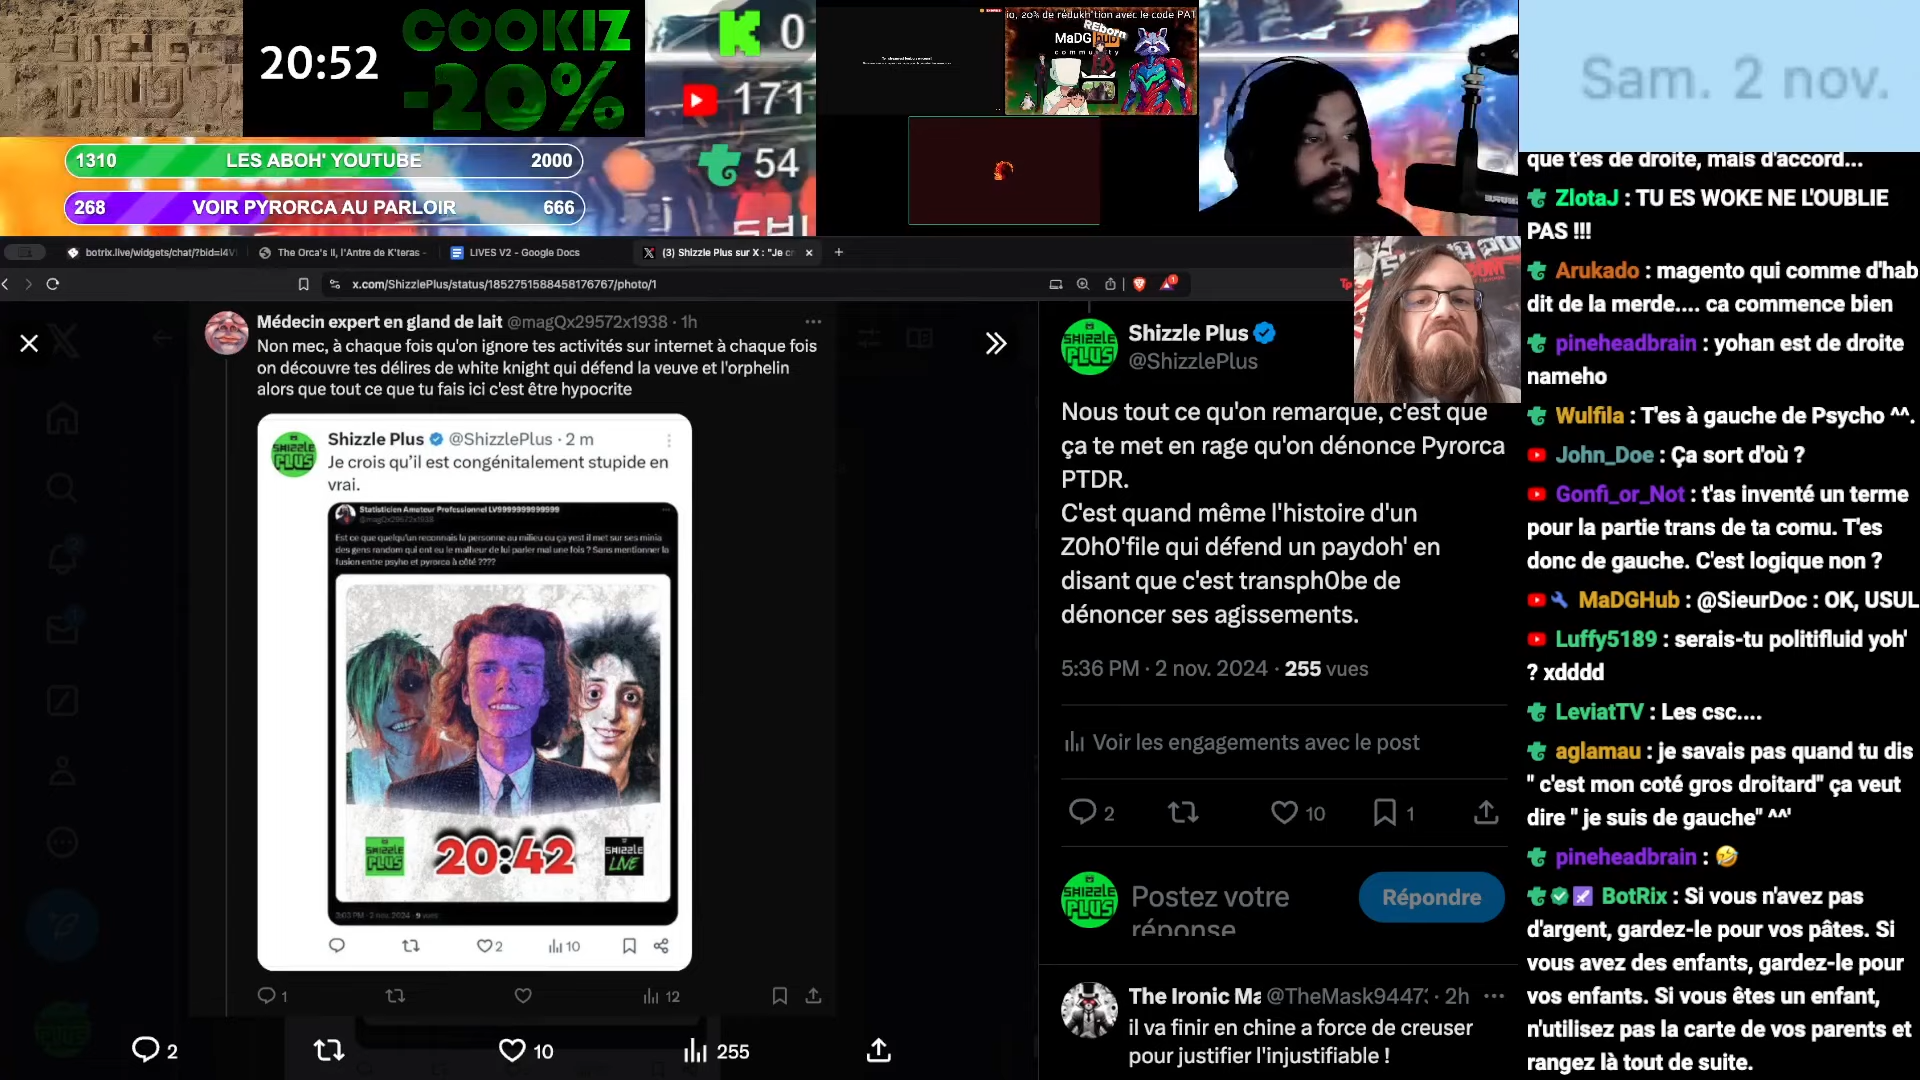 SHIZZLE PLUS
20:52
COOKIZ
-20%
0
171
54
1310 LES ABOH' YOUTUBE 2000
268 VOIR PYRORCA AU PARLOIR 666
MaDG hub
REborn
community
Sam. 2 nov.
botrix.live/widgets/chat/?bid=l4V
The Orca's II, l'Antre de K'teras -
LIVES V2 - Google Docs
(3) Shizzle Plus sur X : "Je c
x.com/ShizzlePlus/status/1852751588458176767/photo/1
Médecin expert en gland de lait @magQx29572x1938 · 1h
Non mec, à chaque fois qu'on ignore tes activités sur internet à chaque fois
on découvre tes délires de white knight qui défend la veuve et l'orphelin
alors que tout ce que tu fais ici c'est être hypocrite
Shizzle Plus @ShizzlePlus · 2 m
Je crois qu'il est congénitalement stupide en
vrai.
Statisticien Amateur Professionnel LV9999999999999
@magQx29572x1938
Est ce que quelqu'un reconnais la personne au milieu ou ça yest il met sur ses minia
des gens random qui ont eu le malheur de lui parler mal une fois ? Sans mentionner la
fusion entre psyho et pyrorca à côté ????
SHIZZLE PLUS
20:42
SHIZZLE LIVE
3:03 PM · 2 nov. 2024 · 9 vues
2
10
1
12
2
10
255
Shizzle Plus
@ShizzlePlus
Nous tout ce qu'on remarque, c'est que
ça te met en rage qu'on dénonce Pyrorca
PTDR.
C'est quand même l'histoire d'un
Z0h0'file qui défend un paydoh' en
disant que c'est transph0be de
dénoncer ses agissements.
5:36 PM · 2 nov. 2024 · 255 vues
Voir les engagements avec le post
2
10
1
Postez votre
réponse
Répondre
The Ironic Ma @TheMask9447 · 2h
il va finir en chine a force de creuser
pour justifier l'injustifiable !
que t'es de droite, mais d'accord...
ZlotaJ : TU ES WOKE NE L'OUBLIE
PAS !!!
Arukado : magento qui comme d'hab
dit de la merde.... ca commence bien
pineheadbrain : yohan est de droite
nameho
Wulfila : T'es à gauche de Psycho ^^.
John_Doe : Ça sort d'où ?
Gonfi_or_Not : t'as inventé un terme
pour la partie trans de ta comu. T'es
donc de gauche. C'est logique non ?
MaDGHub : @SieurDoc : OK, USUL
Luffy5189 : serais-tu politifluid yoh'
? xdddd
LeviatTV : Les csc....
aglamau : je savais pas quand tu dis
" c'est mon coté gros droitard" ça veut
dire " je suis de gauche" ^^'
pineheadbrain : 🤣
BotRix : Si vous n'avez pas
d'argent, gardez-le pour vos pâtes. Si
vous avez des enfants, gardez-le pour
vos enfants. Si vous êtes un enfant,
n'utilisez pas la carte de vos parents et
rangez là tout de suite.